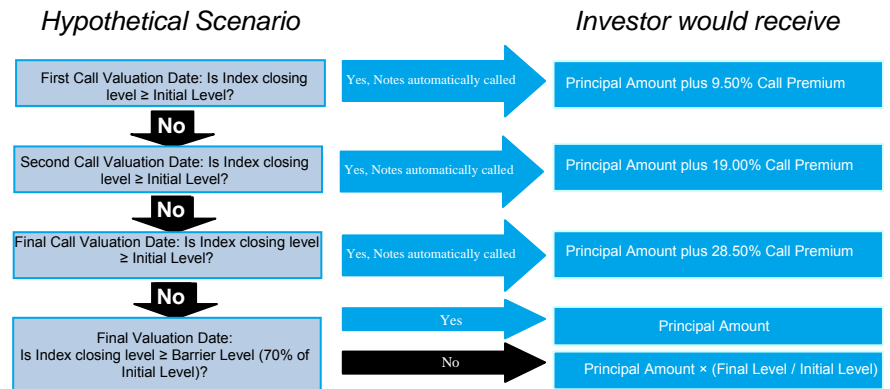 Hypothetical Scenario
Investor would receive
First Call Valuation Date: Is Index closing
level ≥ Initial Level?
Yes, Notes automatically called
Principal Amount plus 9.50% Call Premium
No
Second Call Valuation Date: Is Index closing
level ≥ Initial Level?
Yes, Notes automatically called
Principal Amount plus 19.00% Call Premium
No
Final Call Valuation Date: Is Index closing level
≥ Initial Level?
Yes, Notes automatically called
Principal Amount plus 28.50% Call Premium
No
Final Valuation Date:
Is Index closing level ≥ Barrier Level (70% of
Initial Level)?
Yes
Principal Amount
No
Principal Amount × (Final Level / Initial Level)